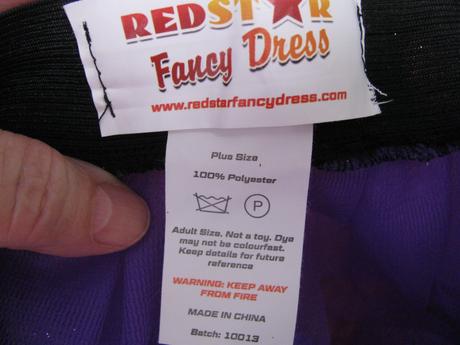 REDSTAR
Fancy Dress
www.redstarfancydress.com
Plus Size
100% Polyester
P
Adult Size. Not a toy. Dye
may not be colourfast.
Keep details for future
reference
WARNING: KEEP AWAY
FROM FIRE
MADE IN CHINA
Batch: 10013